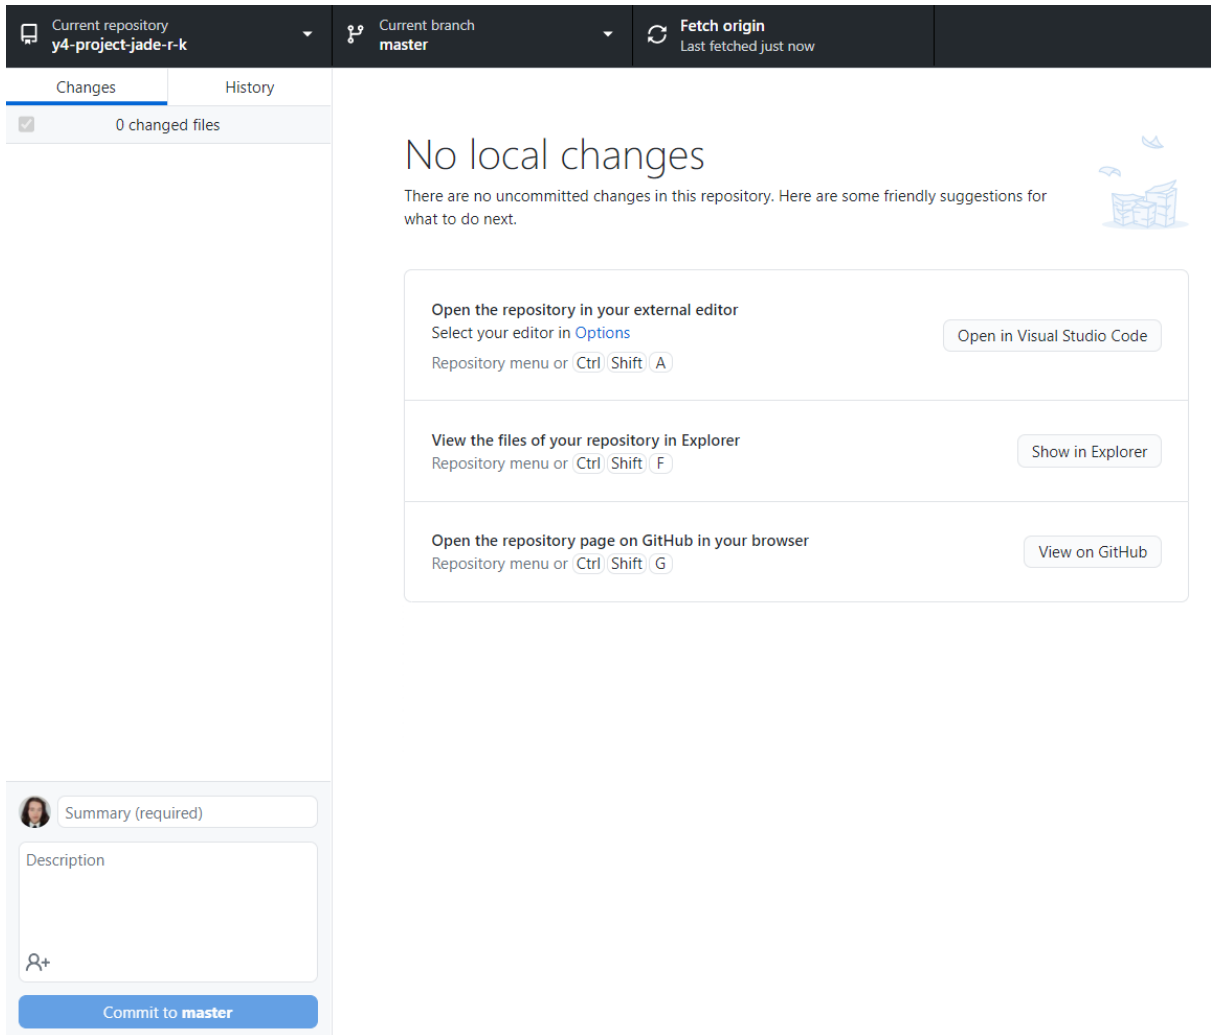 Current repository
y4-project-jade-r-k
Current branch
master
Fetch origin
Last fetched just now
Changes
History
0 changed files
No local changes
There are no uncommitted changes in this repository. Here are some friendly suggestions for
what to do next.
Open the repository in your external editor
Select your editor in Options
Repository menu or Ctrl Shift A
Open in Visual Studio Code
View the files of your repository in Explorer
Repository menu or Ctrl Shift F
Show in Explorer
Open the repository page on GitHub in your browser
Repository menu or Ctrl Shift G
View on GitHub
Summary (required)
Description
Commit to master